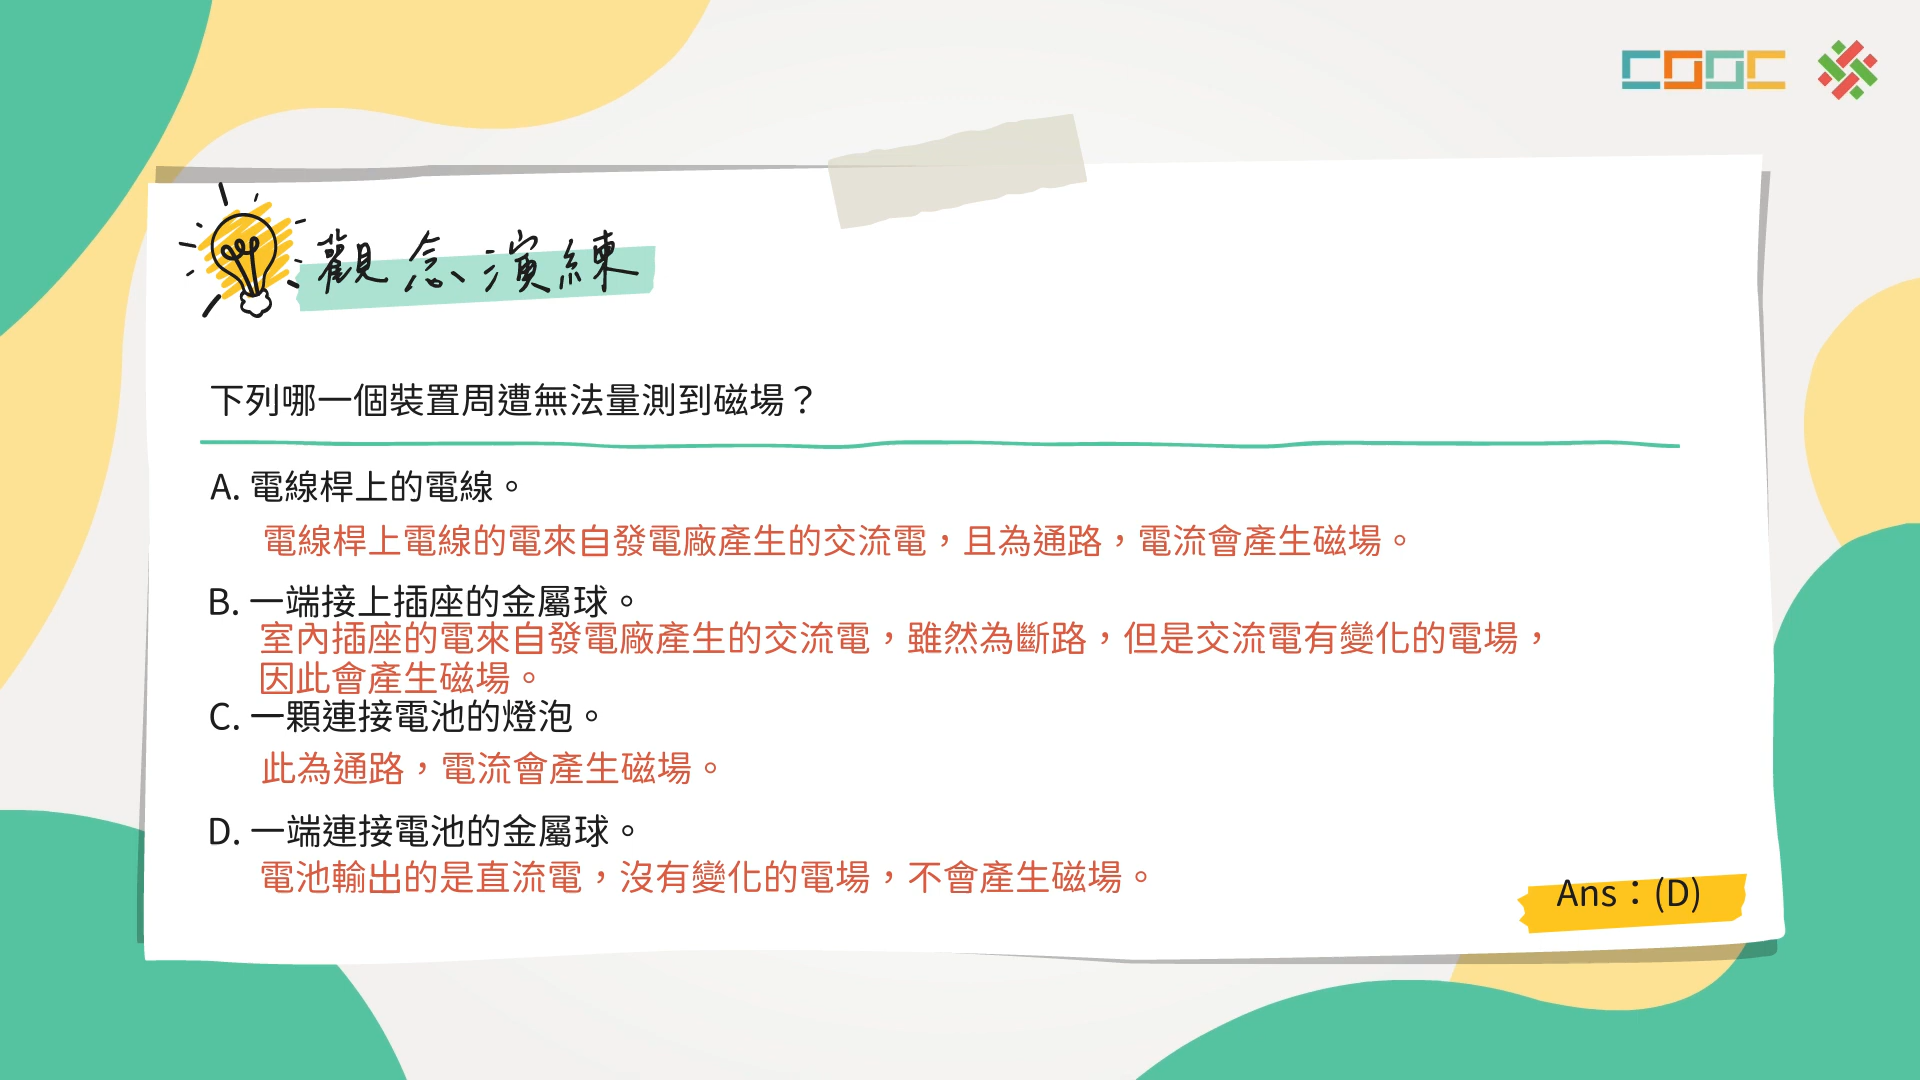 COOC
觀念演練
下列哪一個裝置周遭無法量測到磁場？
A. 電線桿上的電線。
電線桿上電線的電來自發電廠產生的交流電，且為通路，電流會產生磁場。
B. 一端接上插座的金屬球。
室內插座的電來自發電廠產生的交流電，雖然為斷路，但是交流電有變化的電場，
因此會產生磁場。
C. 一顆連接電池的燈泡。
此為通路，電流會產生磁場。
D. 一端連接電池的金屬球。
電池輸出的是直流電，沒有變化的電場，不會產生磁場。
Ans：(D)